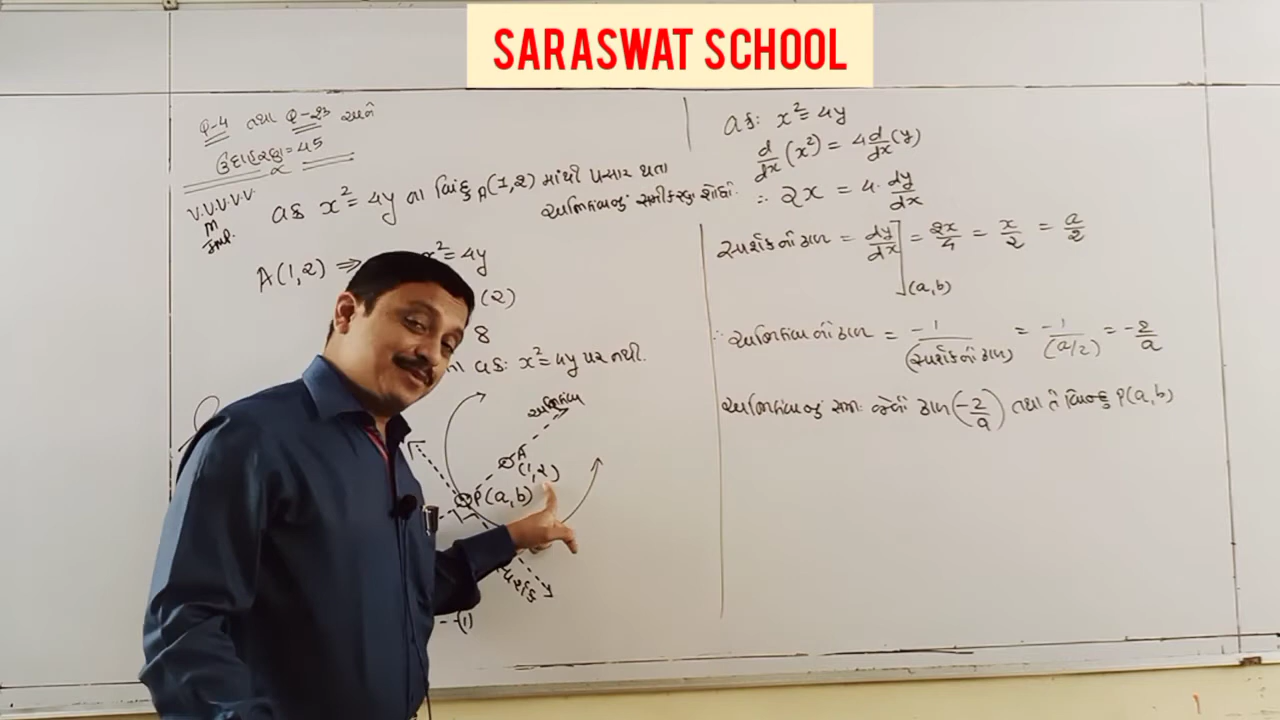 SARASWAT SCHOOL
Q-4 તથા Q-23 અને
ઉદાહરણ = 45
V.V.V.V.V.
M
Imp.
વક્ર x² = 4y ના બિંદુ A(1,2) માંથી પસાર થતા
અભિલંબનું સમીકરણ શોધો.
A(1,2) ⇒ x² = 4y
(2)
8
વક્ર: x² = 4y પર નથી.
અભિલંબ
A
(1,2)
P(a,b)
સ્પર્શક
--(1)
વક્ર: x² = 4y
d/dx (x²) = 4 d/dx (y)
∴ 2x = 4 · dy/dx
સ્પર્શકનો ઢાળ = dy/dx](a,b) = 2x/4 = x/2 = a/2
∴ અભિલંબનો ઢાળ = -1/(સ્પર્શકનો ઢાળ) = -1/(a/2) = -2/a
અભિલંબનું સમી: જેનો ઢાળ (-2/a) તથા તે બિન્દુ P(a,b)